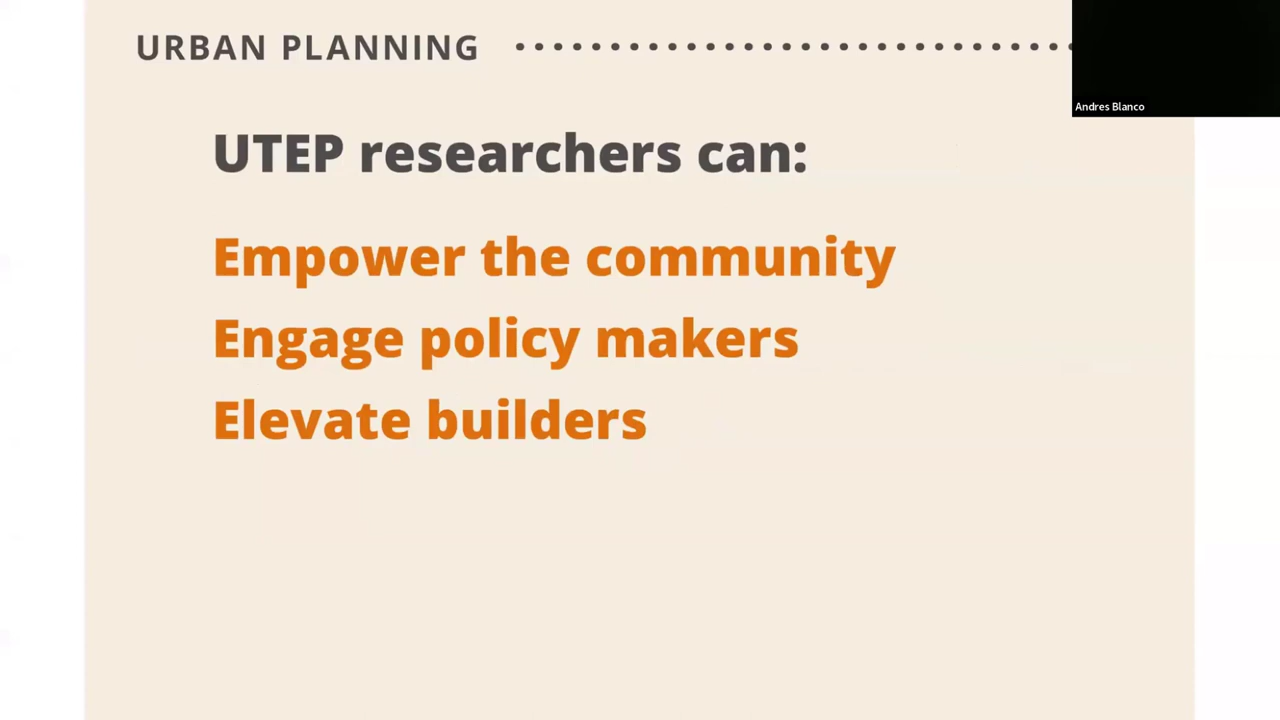 URBAN PLANNING
Andres Blanco
UTEP researchers can:
Empower the community
Engage policy makers
Elevate builders